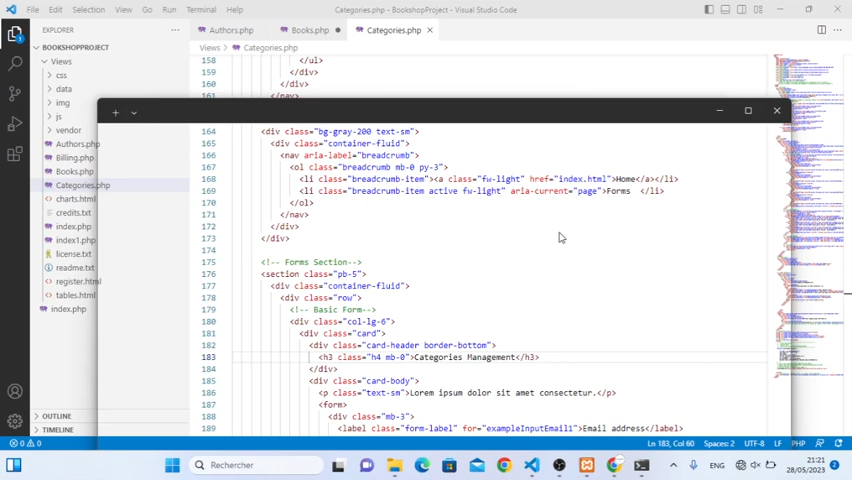 File Edit Selection View Go Run Terminal Help Categories.php - BookshopProject - Visual Studio Code
EXPLORER
Authors.php Books.php Categories.php
BOOKSHOPPROJECT
Views > Categories.php
Views
css
data
img
js
vendor
Authors.php
Billing.php
Books.php
Categories.php
charts.html
credits.txt
index.php
index1.php
license.txt
readme.txt
register.html
tables.html
index.php
OUTLINE
TIMELINE
158 </ul>
159 </div>
160 </div>
161 </nav>
164 <div class="bg-gray-200 text-sm">
165 <div class="container-fluid">
166 <nav aria-label="breadcrumb">
167 <ol class="breadcrumb mb-0 py-3">
168 <li class="breadcrumb-item"><a class="fw-light" href="index.html">Home</a></li>
169 <li class="breadcrumb-item active fw-light" aria-current="page">Forms </li>
170 </ol>
171 </nav>
172 </div>
173 </div>
174
175 <!-- Forms Section-->
176 <section class="pb-5">
177 <div class="container-fluid">
178 <div class="row">
179 <!-- Basic Form-->
180 <div class="col-lg-6">
181 <div class="card">
182 <div class="card-header border-bottom">
183 <h3 class="h4 mb-0">Categories Management</h3>
184 </div>
185 <div class="card-body">
186 <p class="text-sm">Lorem ipsum dolor sit amet consectetur.</p>
187 <form>
188 <div class="mb-3">
189 <label class="form-label" for="exampleInputEmail1">Email address</label>
0 0 Ln 183, Col 60 Spaces: 2 UTF-8 LF PHP
Rechercher
ENG
21:21
28/05/2023